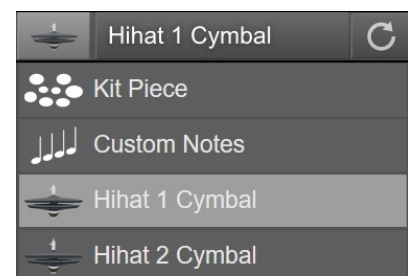 Hihat 1 Cymbal
Kit Piece
Custom Notes
Hihat 1 Cymbal
Hihat 2 Cymbal